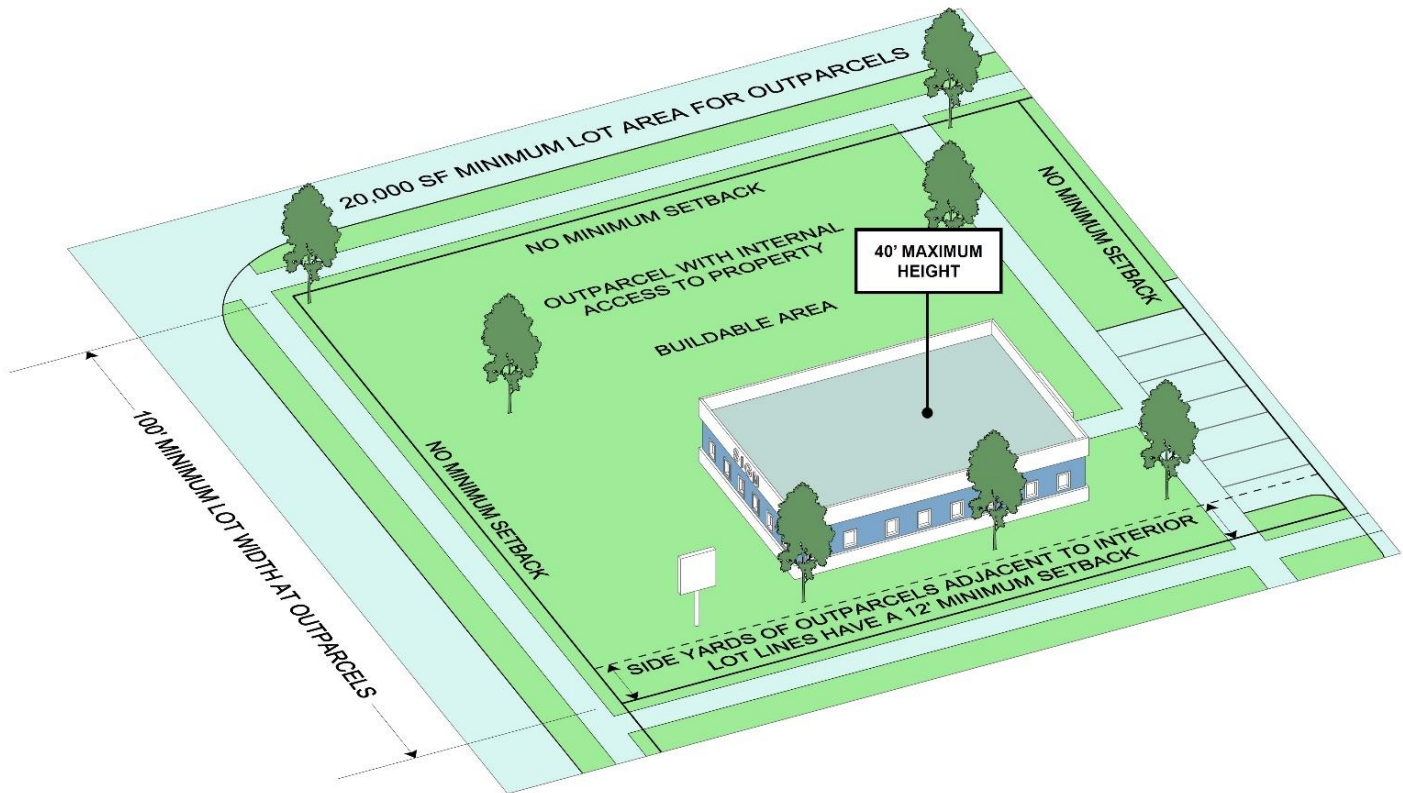 20,000 SF MINIMUM LOT AREA FOR OUTPARCELS
NO MINIMUM SETBACK
NO MINIMUM SETBACK
OUTPARCEL WITH INTERNAL
ACCESS TO PROPERTY
40' MAXIMUM
HEIGHT
BUILDABLE AREA
100' MINIMUM LOT WIDTH AT OUTPARCELS
NO MINIMUM SETBACK
SIGN
SIDE YARDS OF OUTPARCELS ADJACENT TO INTERIOR
LOT LINES HAVE A 12' MINIMUM SETBACK